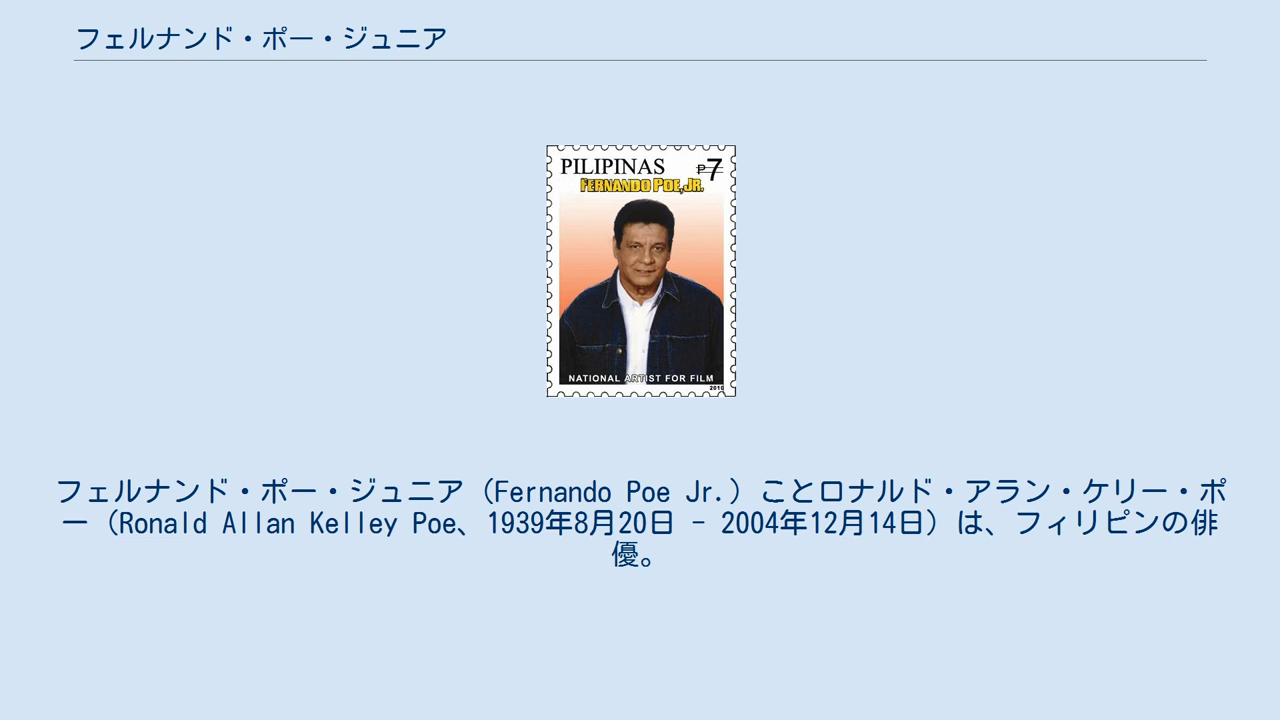 フェルナンド・ポー・ジュニア
PILIPINAS ₱7
FERNANDO POE, JR.
NATIONAL ARTIST FOR FILM
2010
フェルナンド・ポー・ジュニア（Fernando Poe Jr.）ことロナルド・アラン・ケリー・ポ
ー（Ronald Allan Kelley Poe、1939年8月20日 - 2004年12月14日）は、フィリピンの俳
優。